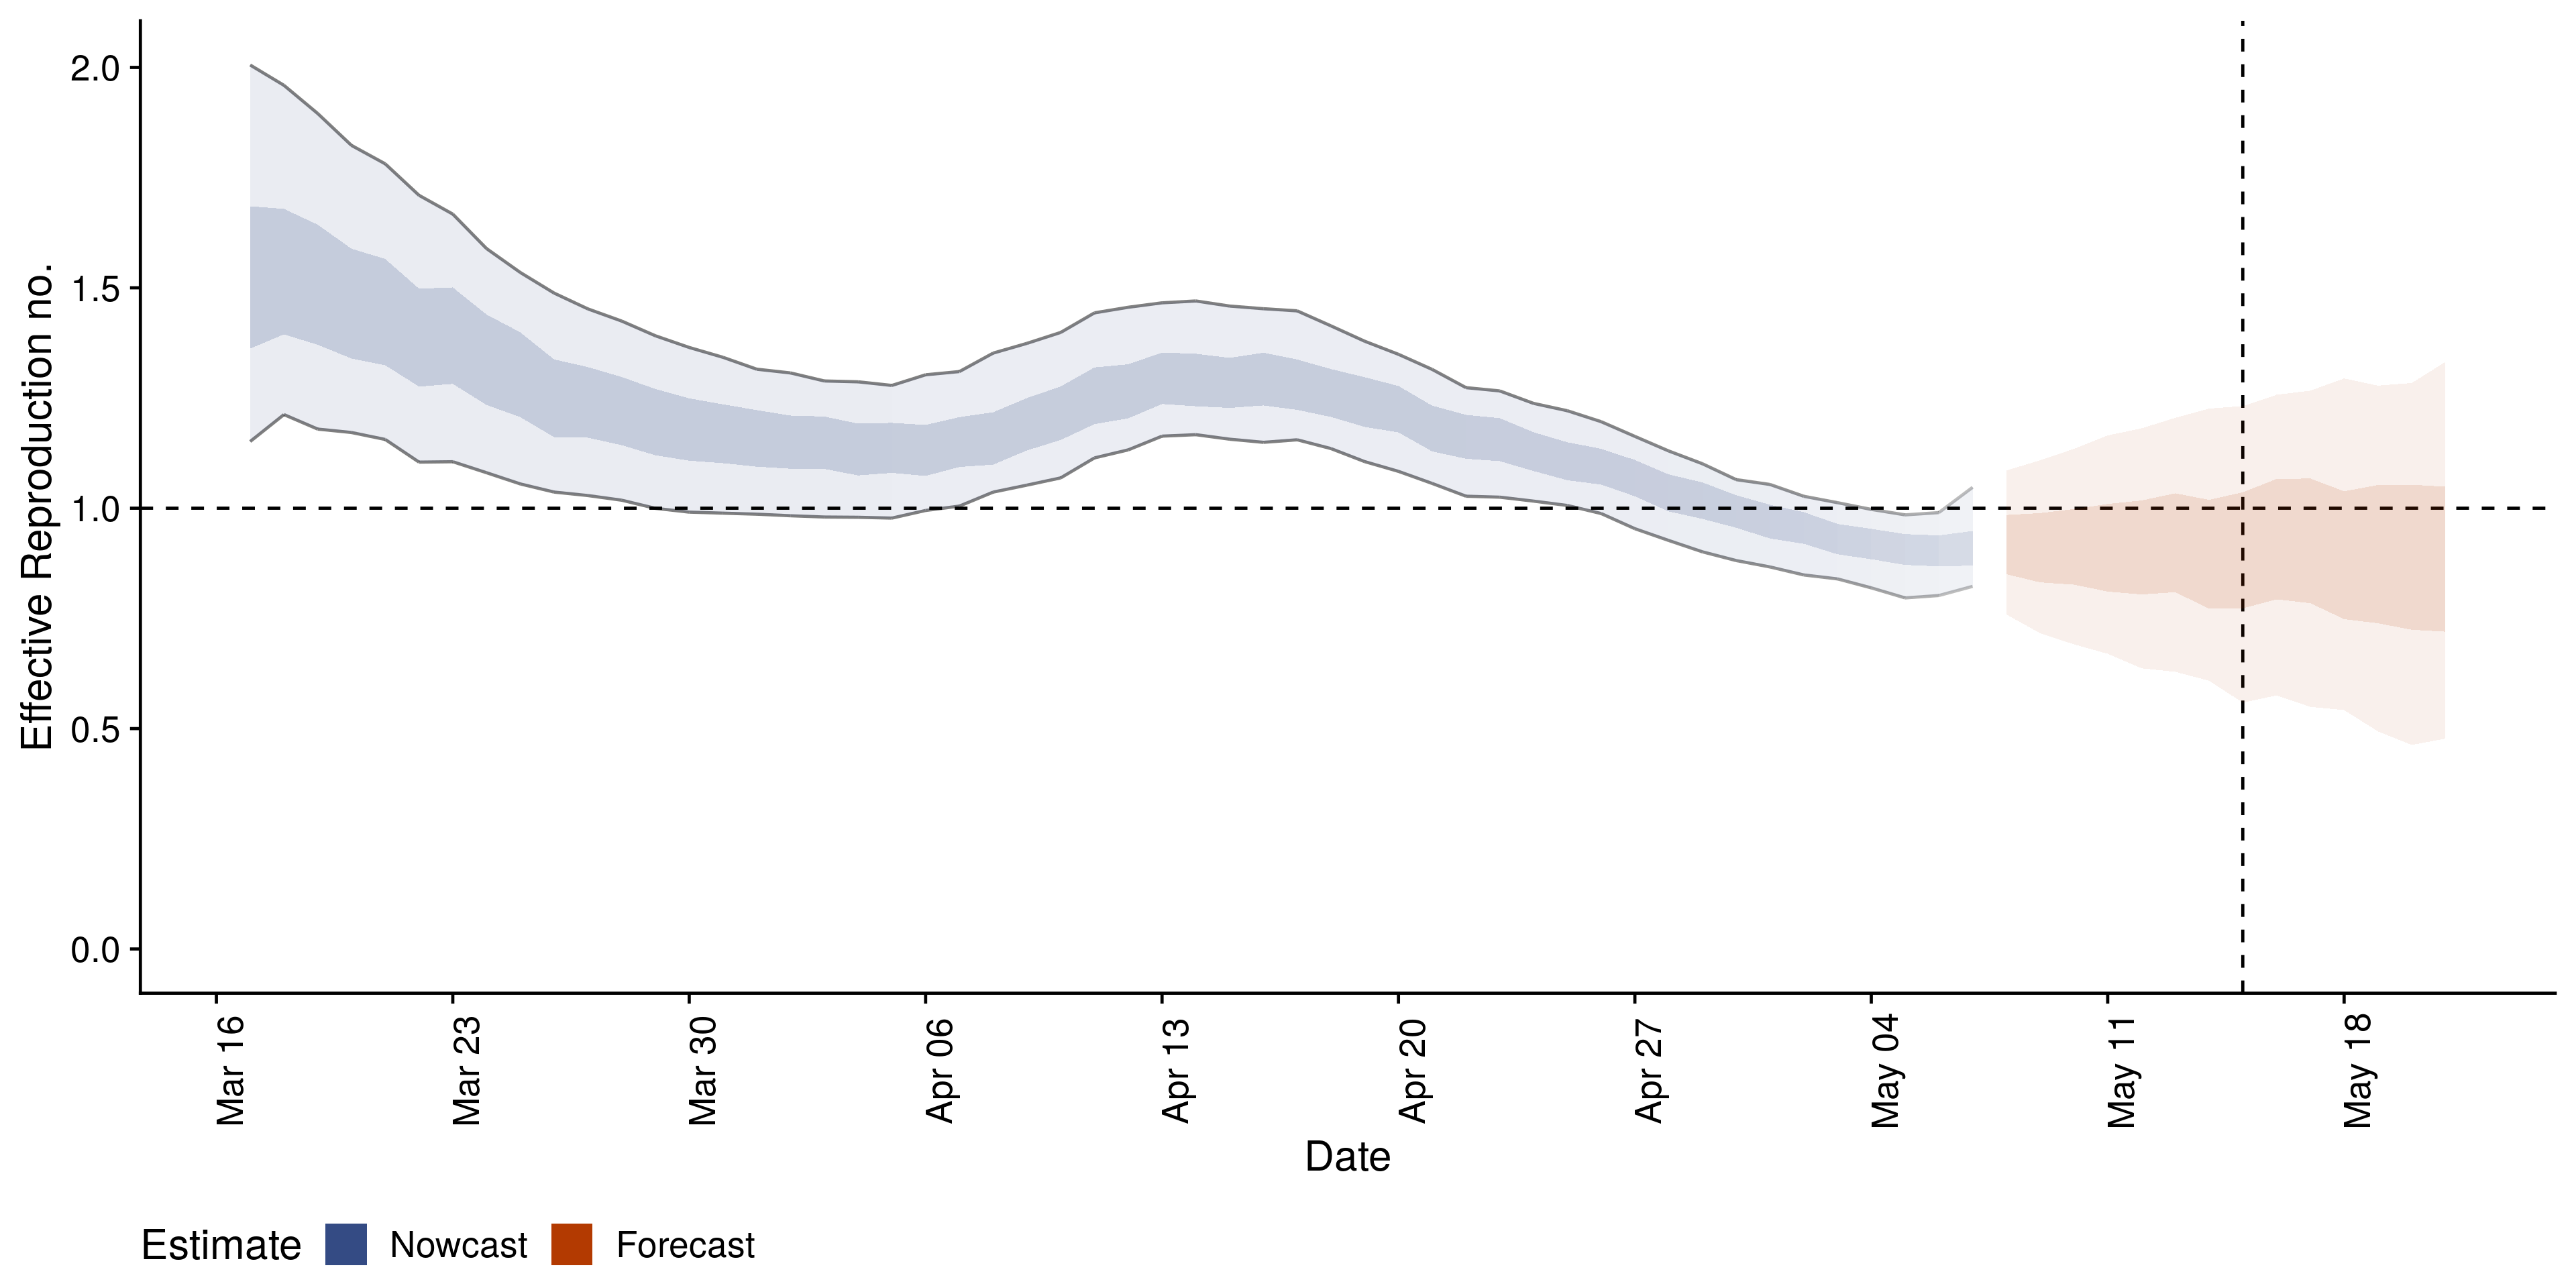 Effective Reproduction no.
2.0
1.5
1.0
0.5
0.0
Mar 16
Mar 23
Mar 30
Apr 06
Apr 13
Apr 20
Apr 27
May 04
May 11
May 18
Date
Estimate Nowcast Forecast